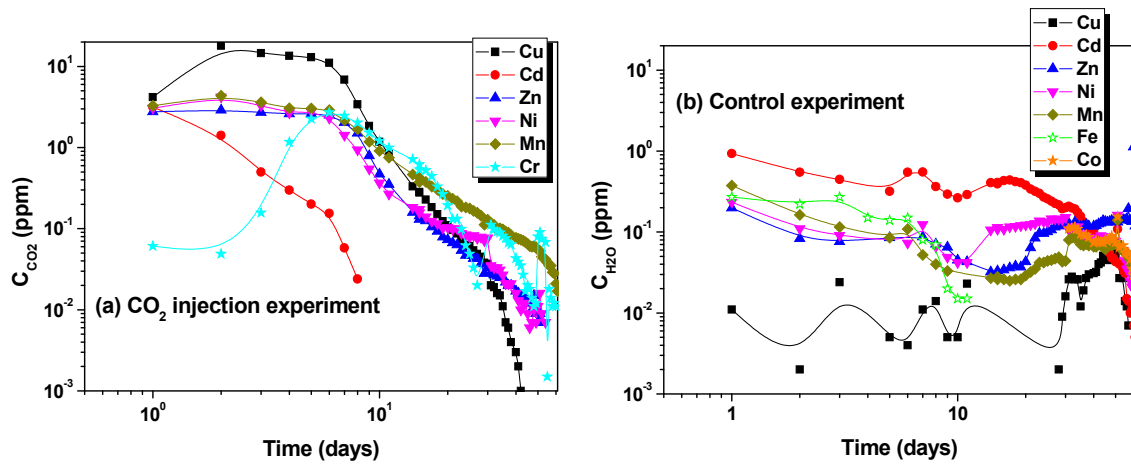 10¹
10⁰
10⁻¹
10⁻²
10⁻³
C_CO2 (ppm)
Cu
Cd
Zn
Ni
Mn
Cr
(a) CO₂ injection experiment
10⁰
10¹
Time (days)
10¹
10⁰
10⁻¹
10⁻²
10⁻³
C_H2O (ppm)
Cu
Cd
Zn
Ni
Mn
Fe
Co
(b) Control experiment
1
10
Time (days)